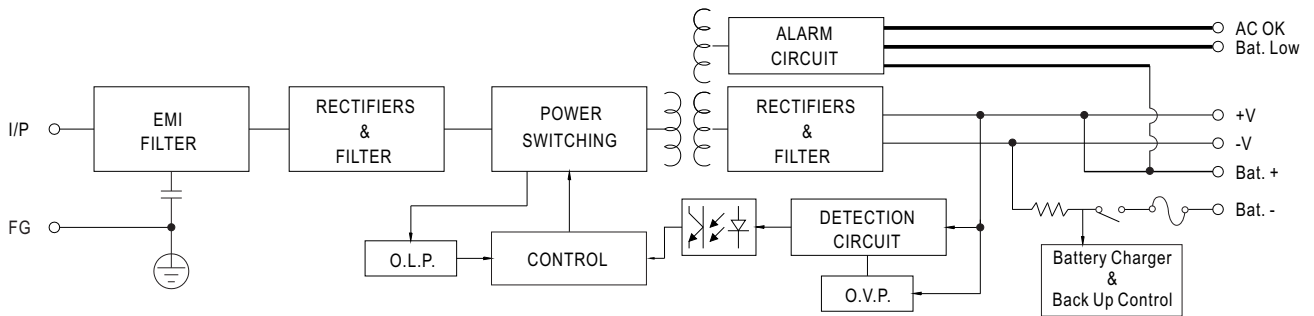 ALARM
CIRCUIT
AC OK
Bat. Low
I/P
EMI
FILTER
RECTIFIERS
&
FILTER
POWER
SWITCHING
RECTIFIERS
&
FILTER
+V
-V
Bat. +
FG
O.L.P.
CONTROL
DETECTION
CIRCUIT
O.V.P.
Bat. -
Battery Charger
&
Back Up Control